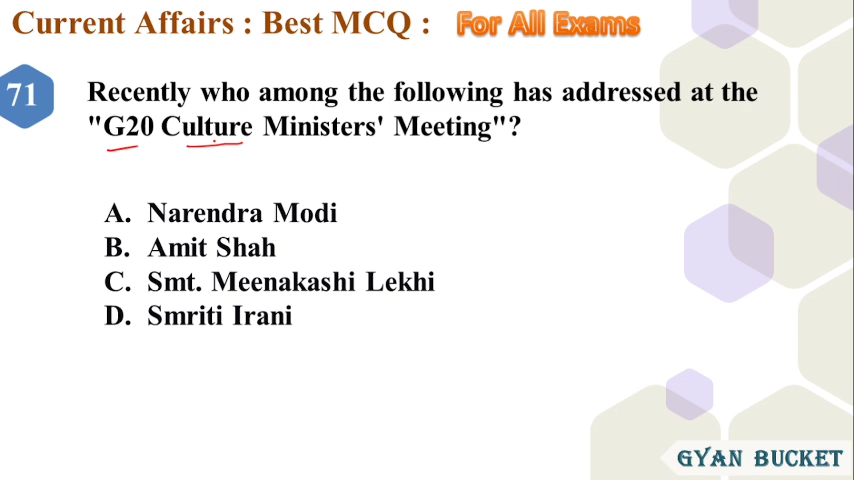 Current Affairs : Best MCQ : For All Exams
71
Recently who among the following has addressed at the
"G20 Culture Ministers' Meeting"?
A. Narendra Modi
B. Amit Shah
C. Smt. Meenakashi Lekhi
D. Smriti Irani
GYAN BUCKET